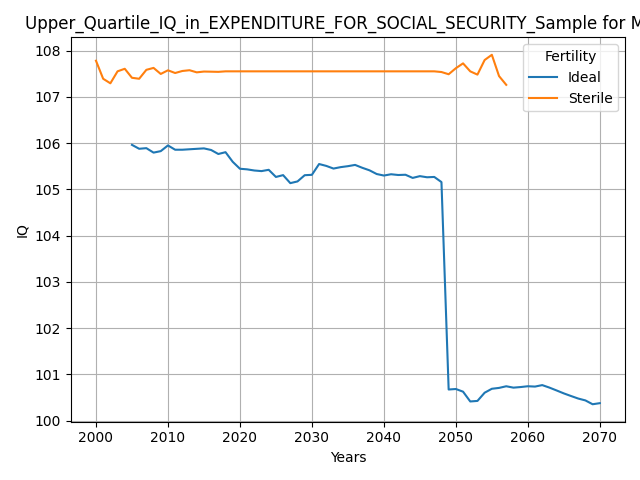 Upper_Quartile_IQ_in_EXPENDITURE_FOR_SOCIAL_SECURITY_Sample for M
108
107
106
105
104
103
102
101
100
IQ
Fertility
Ideal
Sterile
2000 2010 2020 2030 2040 2050 2060 2070
Years